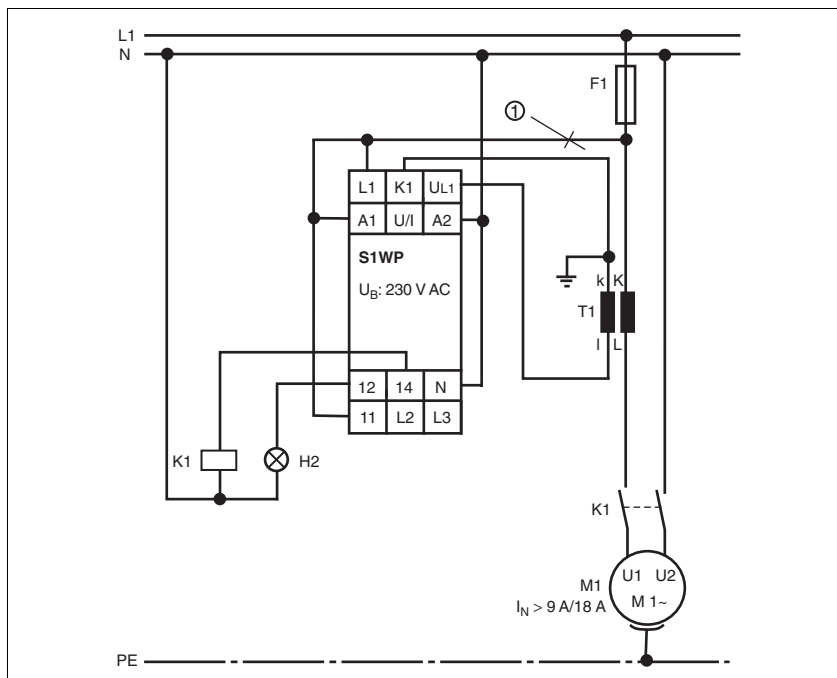 L1
N
F1
①
L1 K1 UL1
A1 U/I A2
S1WP
UB: 230 V AC
k K
T1
l L
12 14 N
11 L2 L3
K1
H2
K1
U1 U2
M1
M 1~
IN > 9 A/18 A
PE